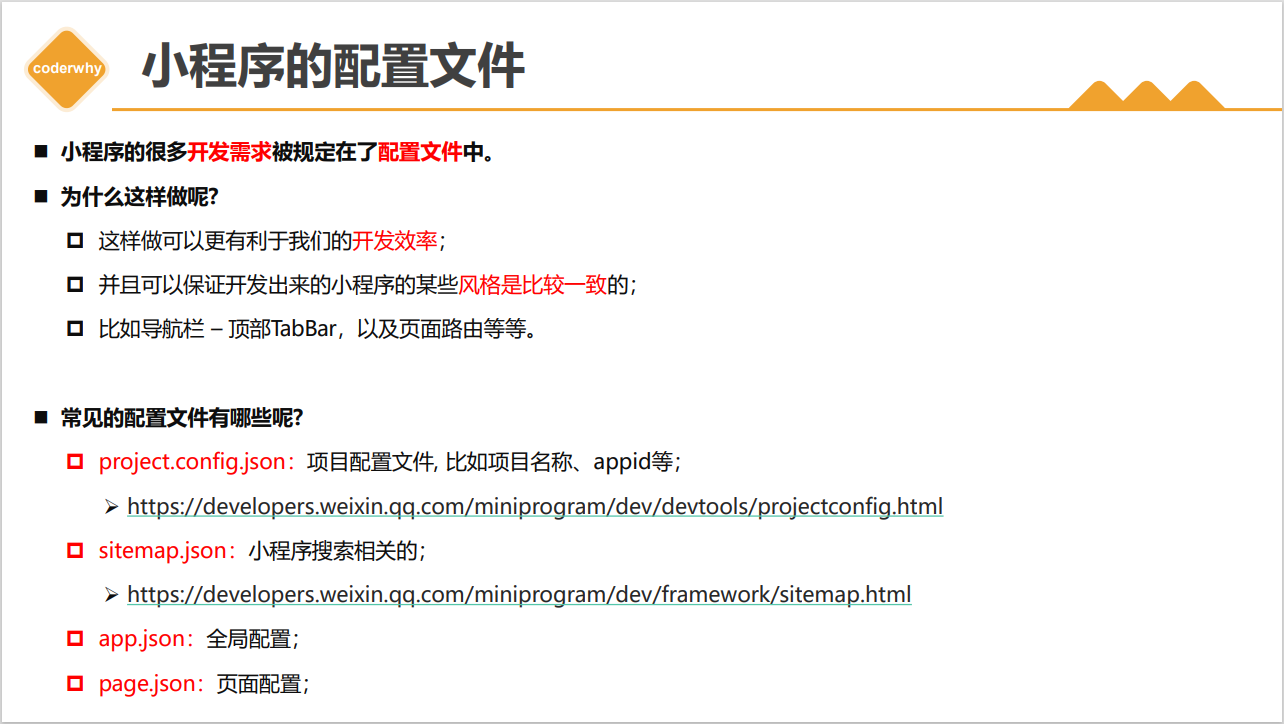 coderwhy
小程序的配置文件
小程序的很多开发需求被规定在了配置文件中。
为什么这样做呢?
这样做可以更有利于我们的开发效率；
并且可以保证开发出来的小程序的某些风格是比较一致的；
比如导航栏 – 顶部TabBar，以及页面路由等等。
常见的配置文件有哪些呢?
project.config.json：项目配置文件, 比如项目名称、appid等；
https://developers.weixin.qq.com/miniprogram/dev/devtools/projectconfig.html
sitemap.json：小程序搜索相关的；
https://developers.weixin.qq.com/miniprogram/dev/framework/sitemap.html
app.json：全局配置；
page.json：页面配置；